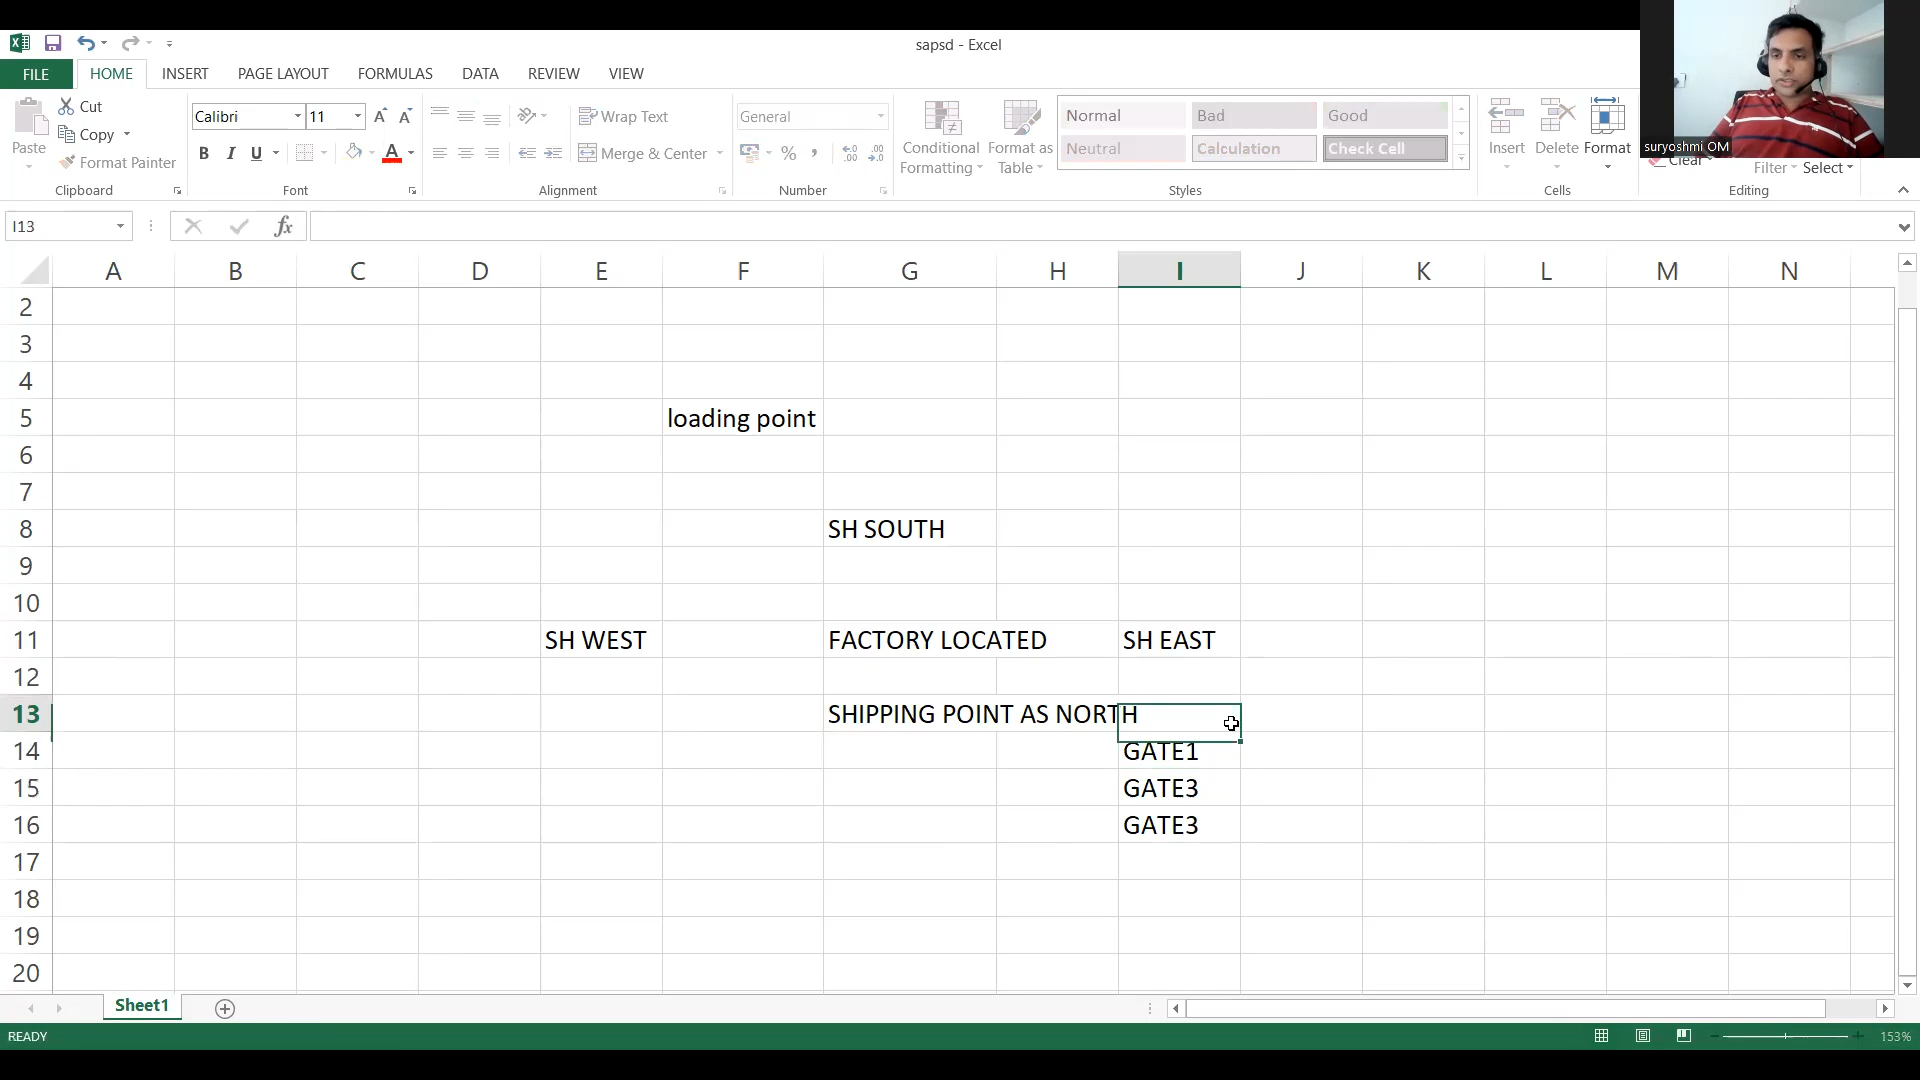 sapsd - Excel
FILE HOME INSERT PAGE LAYOUT FORMULAS DATA REVIEW VIEW
suryoshmi OM
Paste
Cut
Copy
Format Painter
Clipboard
Calibri 11
B I U A
Font
Wrap Text
Merge & Center
Alignment
General
%
Number
Conditional Formatting
Format as Table
Normal Bad Good
Neutral Calculation Check Cell
Styles
Insert Delete Format
Cells
Clear
Filter Select
Editing
I13
fx
A B C D E F G H I J K L M N
2
3
4
5 loading point
6
7
8 SH SOUTH
9
10
11 SH WEST FACTORY LOCATED SH EAST
12
13 SHIPPING POINT AS NORTH
14 GATE1
15 GATE3
16 GATE3
17
18
19
20
Sheet1
READY
153%